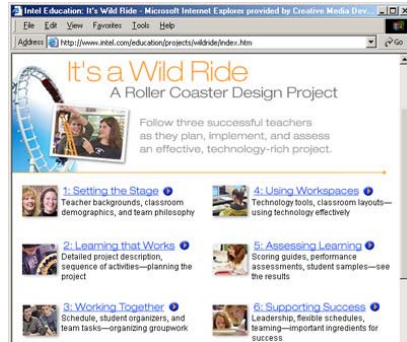 Intel Education: It's Wild Ride - Microsoft Internet Explorer provided by Creative Media Dev...
File Edit View Favorites Tools Help
Address http://www.intel.com/education/projects/wildride/index.htm Go
It's a Wild Ride
A Roller Coaster Design Project
Follow three successful teachers
as they plan, implement, and assess
an effective, technology-rich project.
1: Setting the Stage
Teacher backgrounds, classroom
demographics, and team philosophy
2: Learning that Works
Detailed project description,
sequence of activities—planning the
project
3: Working Together
Schedule, student organizers, and
team tasks—organizing groupwork
4: Using Workspaces
Technology tools, classroom layouts—
using technology effectively
5: Assessing Learning
Scoring guides, performance
assessments, student samples—see
the results
6: Supporting Success
Leadership, flexible schedules,
teaming—important ingredients for
success